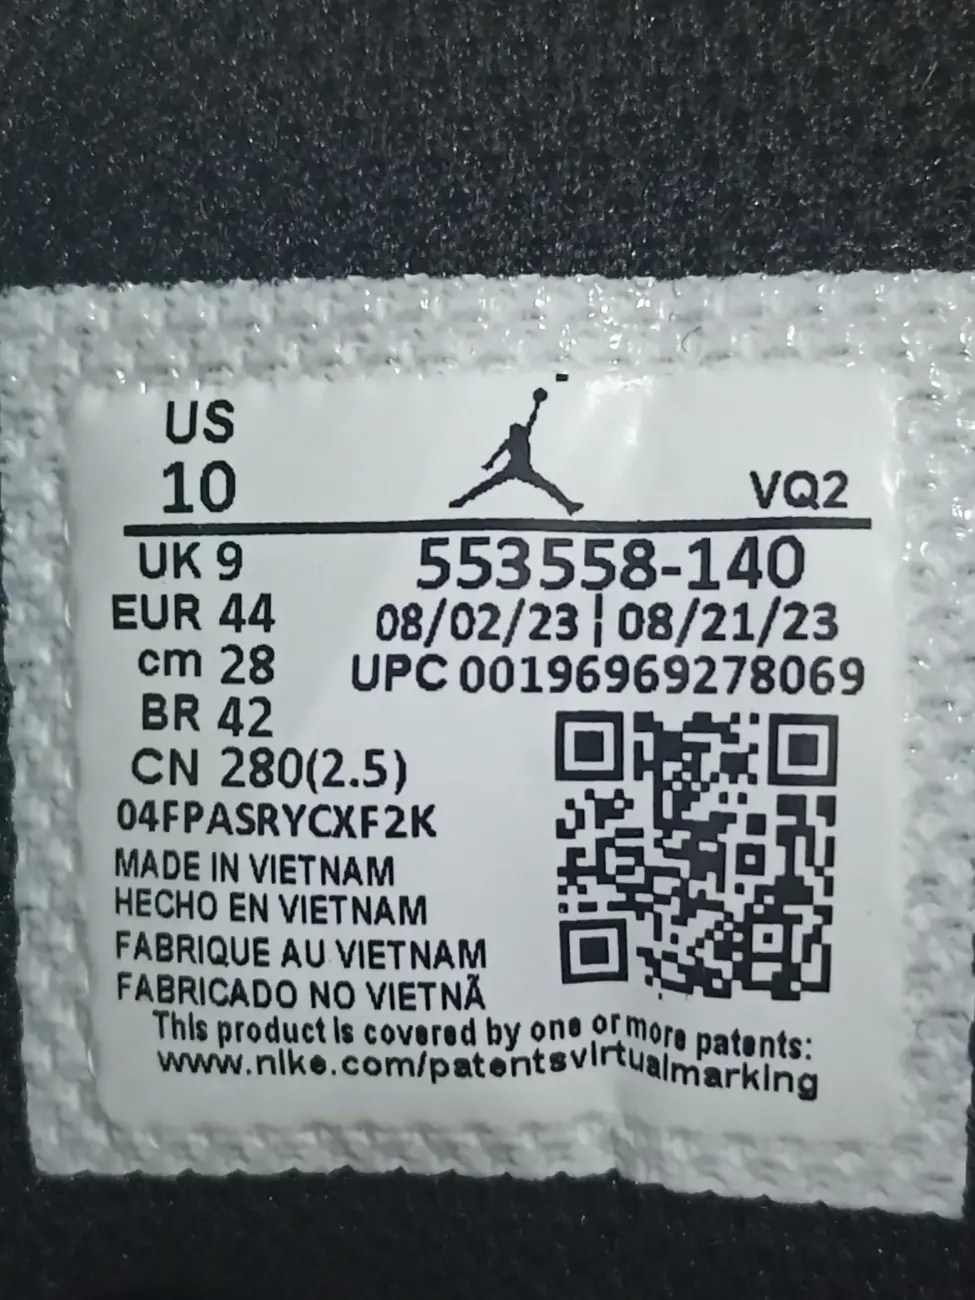 US
10
VQ2
UK 9
553558-140
EUR 44
08/02/23 | 08/21/23
cm 28
UPC 00196969278069
BR 42
CN 280(2.5)
04FPASRYCXF2K
MADE IN VIETNAM
HECHO EN VIETNAM
FABRIQUE AU VIETNAM
FABRICADO NO VIETNÃ
This product is covered by one or more patents:
www.nike.com/patentsvirtualmarking